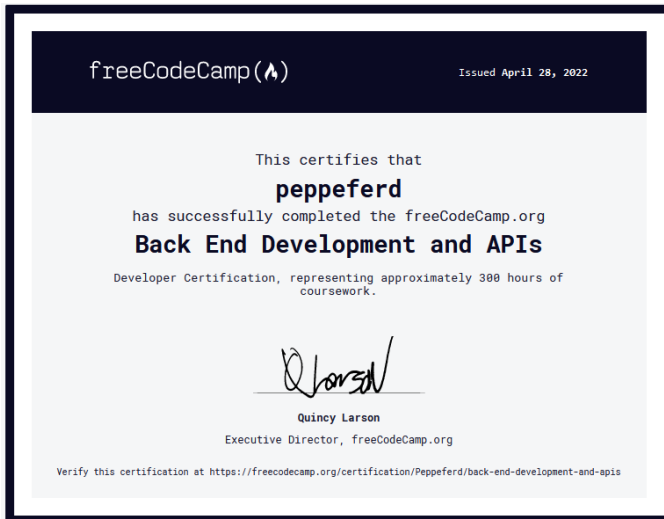 freeCodeCamp(🔥)
Issued April 28, 2022
This certifies that
peppeferd
has successfully completed the freeCodeCamp.org
Back End Development and APIs
Developer Certification, representing approximately 300 hours of
coursework.
Q Larson
Quincy Larson
Executive Director, freeCodeCamp.org
Verify this certification at https://freecodecamp.org/certification/Peppeferd/back-end-development-and-apis